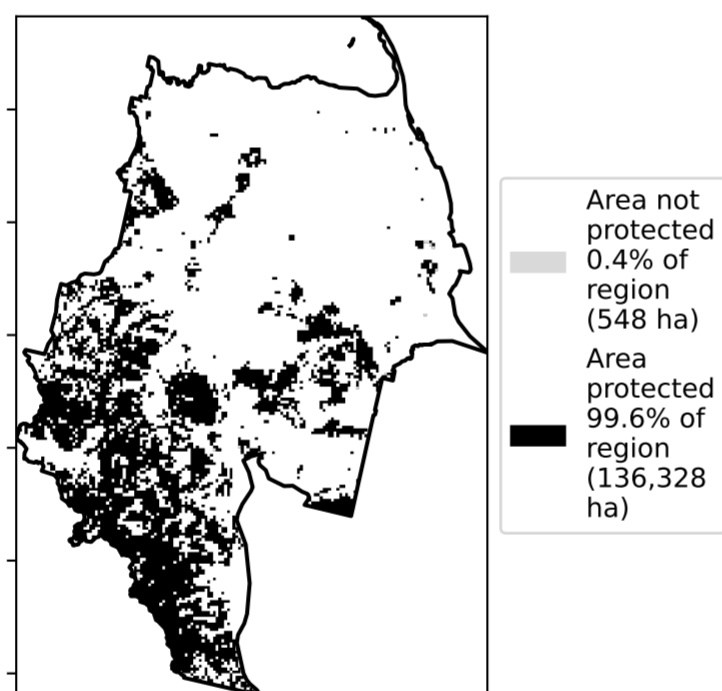 Area not
protected
0.4% of
region
(548 ha)
Area
protected
99.6% of
region
(136,328
ha)